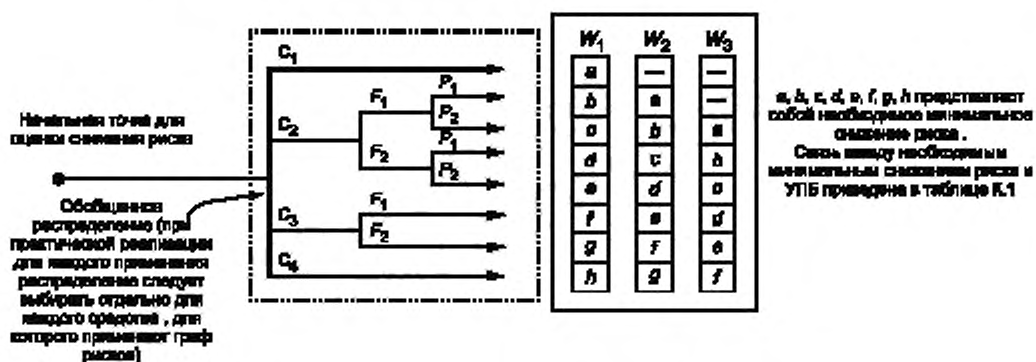 Начальная точка для
оценки снижения риска
Обобщенное
распределение (при
практической реализации
для каждого применения
распределение следует
выбирать отдельно для
каждого средства, для
которого применяют граф
рисков)
C1
C2
C3
C4
F1
F2
F1
F2
P1
P2
P1
P2
W1 W2 W3
a — —
b a —
c b a
d c b
e d c
f e d
g f e
h g f
a, b, c, d, e, f, g, h представляют
собой необходимое минимальное
снижение риска.
Связь между необходимым
минимальным снижением риска и
УПБ приведена в таблице К.1